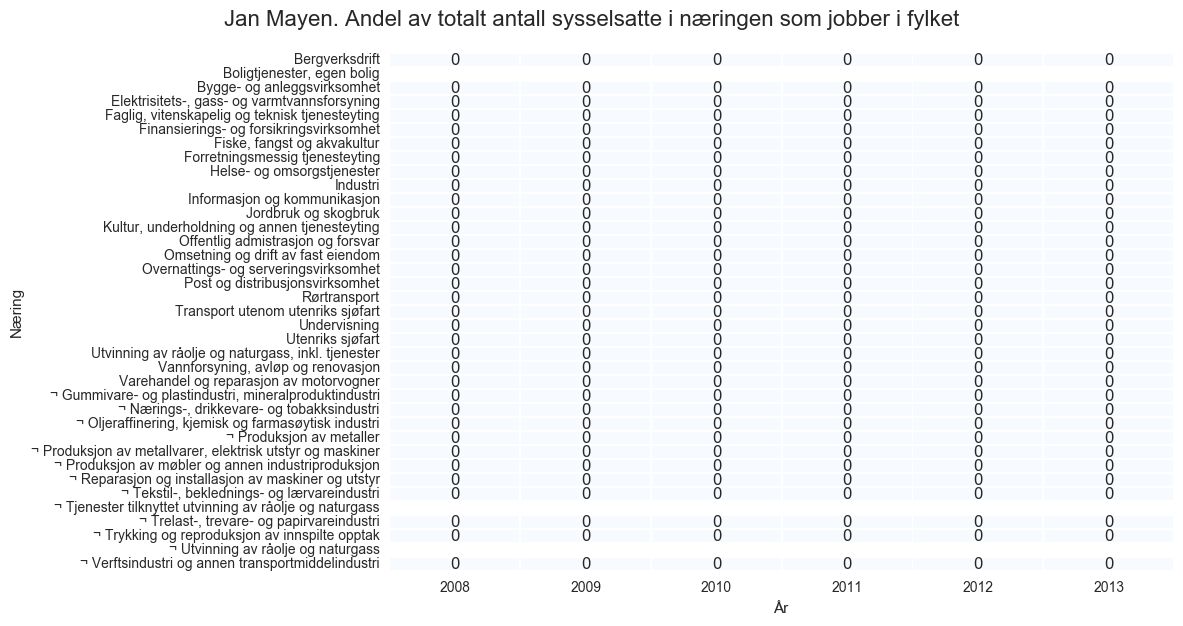 Jan Mayen. Andel av totalt antall sysselsatte i næringen som jobber i fylket
Næring
Bergverksdrift 0 0 0 0 0 0
Boligtjenester, egen bolig
Bygge- og anleggsvirksomhet 0 0 0 0 0 0
Elektrisitets-, gass- og varmtvannsforsyning 0 0 0 0 0 0
Faglig, vitenskapelig og teknisk tjenesteyting 0 0 0 0 0 0
Finansierings- og forsikringsvirksomhet 0 0 0 0 0 0
Fiske, fangst og akvakultur 0 0 0 0 0 0
Forretningsmessig tjenesteyting 0 0 0 0 0 0
Helse- og omsorgstjenester 0 0 0 0 0 0
Industri 0 0 0 0 0 0
Informasjon og kommunikasjon 0 0 0 0 0 0
Jordbruk og skogbruk 0 0 0 0 0 0
Kultur, underholdning og annen tjenesteyting 0 0 0 0 0 0
Offentlig admistrasjon og forsvar 0 0 0 0 0 0
Omsetning og drift av fast eiendom 0 0 0 0 0 0
Overnattings- og serveringsvirksomhet 0 0 0 0 0 0
Post og distribusjonsvirksomhet 0 0 0 0 0 0
Rørtransport 0 0 0 0 0 0
Transport utenom utenriks sjøfart 0 0 0 0 0 0
Undervisning 0 0 0 0 0 0
Utenriks sjøfart 0 0 0 0 0 0
Utvinning av råolje og naturgass, inkl. tjenester 0 0 0 0 0 0
Vannforsyning, avløp og renovasjon 0 0 0 0 0 0
Varehandel og reparasjon av motorvogner 0 0 0 0 0 0
¬ Gummivare- og plastindustri, mineralproduktindustri 0 0 0 0 0 0
¬ Nærings-, drikkevare- og tobakksindustri 0 0 0 0 0 0
¬ Oljeraffinering, kjemisk og farmasøytisk industri 0 0 0 0 0 0
¬ Produksjon av metaller 0 0 0 0 0 0
¬ Produksjon av metallvarer, elektrisk utstyr og maskiner 0 0 0 0 0 0
¬ Produksjon av møbler og annen industriproduksjon 0 0 0 0 0 0
¬ Reparasjon og installasjon av maskiner og utstyr 0 0 0 0 0 0
¬ Tekstil-, beklednings- og lærvareindustri 0 0 0 0 0 0
¬ Tjenester tilknyttet utvinning av råolje og naturgass
¬ Trelast-, trevare- og papirvareindustri 0 0 0 0 0 0
¬ Trykking og reproduksjon av innspilte opptak 0 0 0 0 0 0
¬ Utvinning av råolje og naturgass
¬ Verftsindustri og annen transportmiddelindustri 0 0 0 0 0 0
2008 2009 2010 2011 2012 2013
År